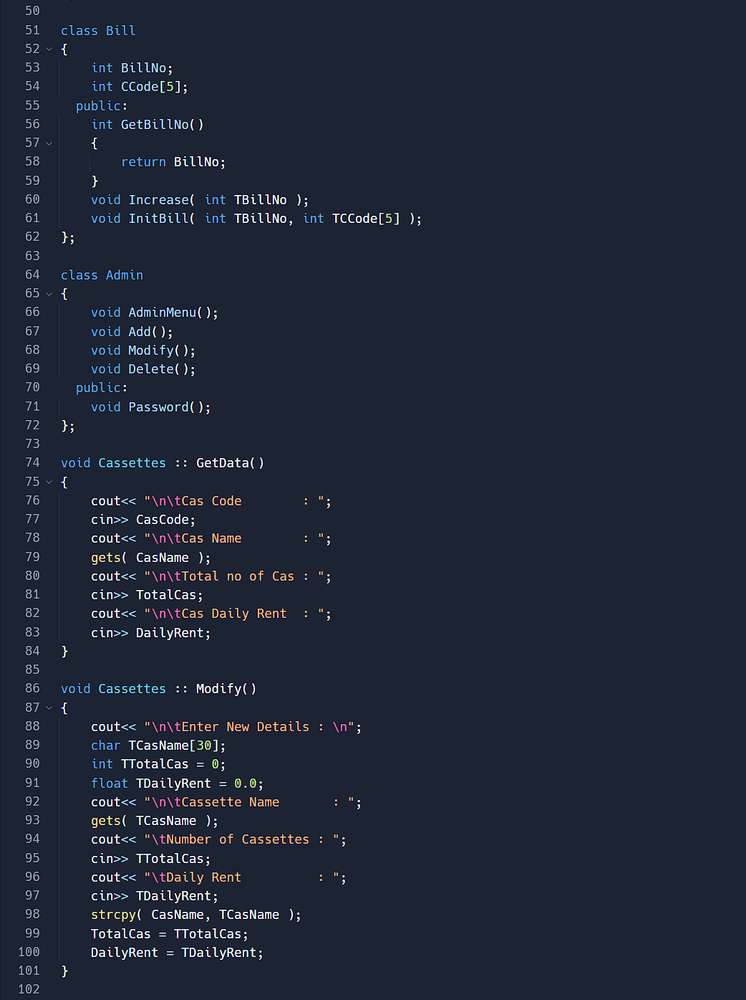 50
51 class Bill
52 {
53     int BillNo;
54     int CCode[5];
55   public:
56     int GetBillNo()
57     {
58         return BillNo;
59     }
60     void Increase( int TBillNo );
61     void InitBill( int TBillNo, int TCCode[5] );
62 };
63
64 class Admin
65 {
66     void AdminMenu();
67     void Add();
68     void Modify();
69     void Delete();
70   public:
71     void Password();
72 };
73
74 void Cassettes :: GetData()
75 {
76     cout<< "\n\tCas Code        : ";
77     cin>> CasCode;
78     cout<< "\n\tCas Name        : ";
79     gets( CasName );
80     cout<< "\n\tTotal no of Cas : ";
81     cin>> TotalCas;
82     cout<< "\n\tCas Daily Rent  : ";
83     cin>> DailyRent;
84 }
85
86 void Cassettes :: Modify()
87 {
88     cout<< "\n\tEnter New Details : \n";
89     char TCasName[30];
90     int TTotalCas = 0;
91     float TDailyRent = 0.0;
92     cout<< "\n\tCassette Name       : ";
93     gets( TCasName );
94     cout<< "\tNumber of Cassettes : ";
95     cin>> TTotalCas;
96     cout<< "\tDaily Rent          : ";
97     cin>> TDailyRent;
98     strcpy( CasName, TCasName );
99     TotalCas = TTotalCas;
100     DailyRent = TDailyRent;
101 }
102